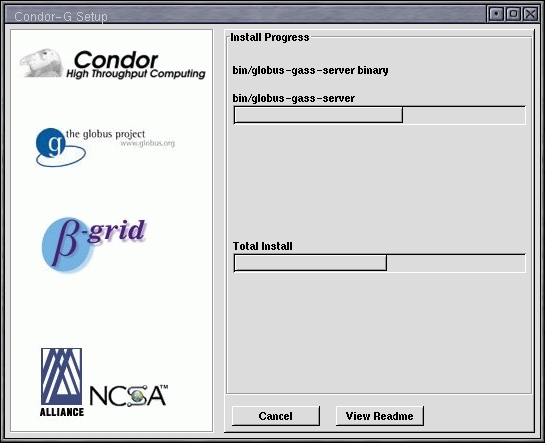 Condor-G Setup
Condor
High Throughput Computing
g the globus project
www.globus.org
β-grid
ALLIANCE
NCSA™
Install Progress
bin/globus-gass-server binary
bin/globus-gass-server
Total Install
Cancel
View Readme